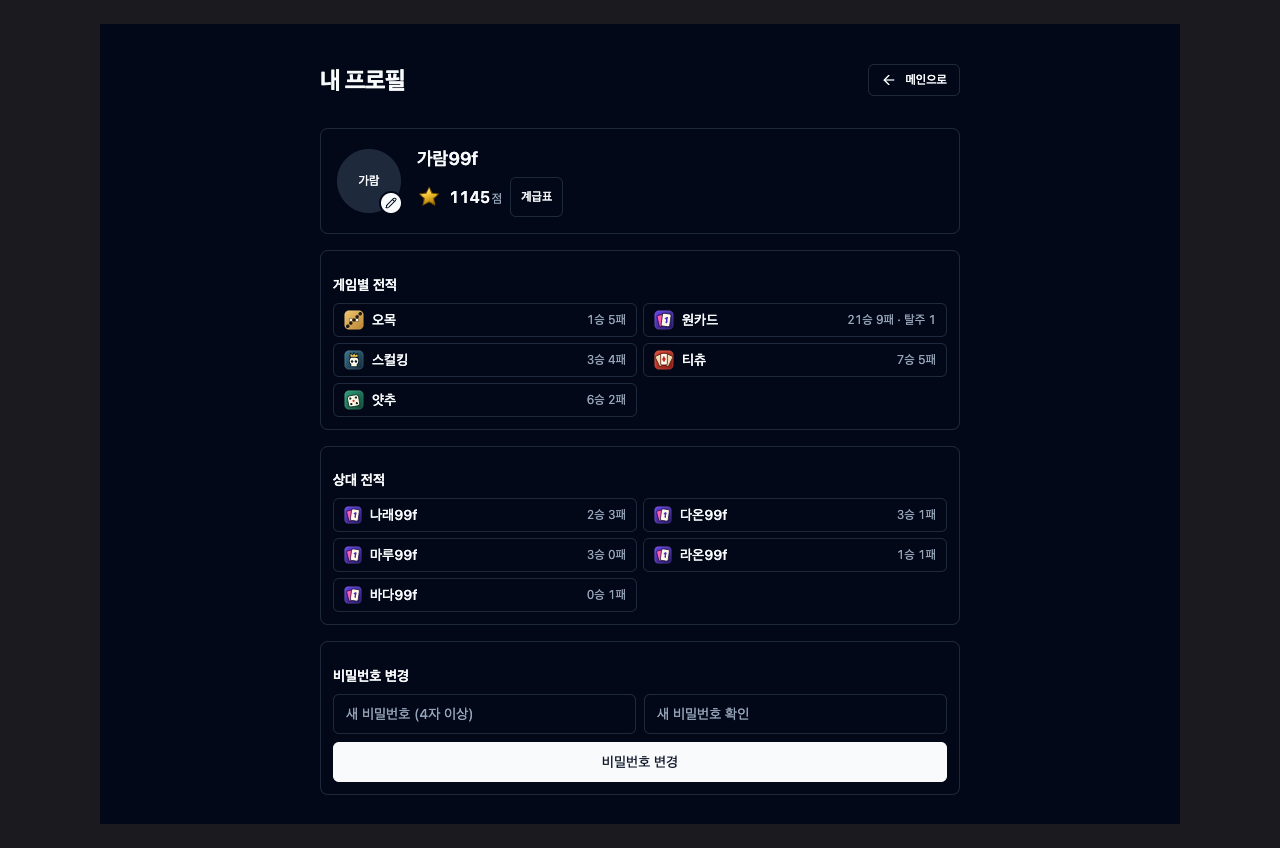 내 프로필
메인으로
가람
가람99f
1145점
계급표
게임별 전적
오목 1승 5패
원카드 21승 9패 · 탈주 1
스컬킹 3승 4패
티츄 7승 5패
얏추 6승 2패
상대 전적
나래99f 2승 3패
다온99f 3승 1패
마루99f 3승 0패
라온99f 1승 1패
바다99f 0승 1패
비밀번호 변경
새 비밀번호 (4자 이상)
새 비밀번호 확인
비밀번호 변경